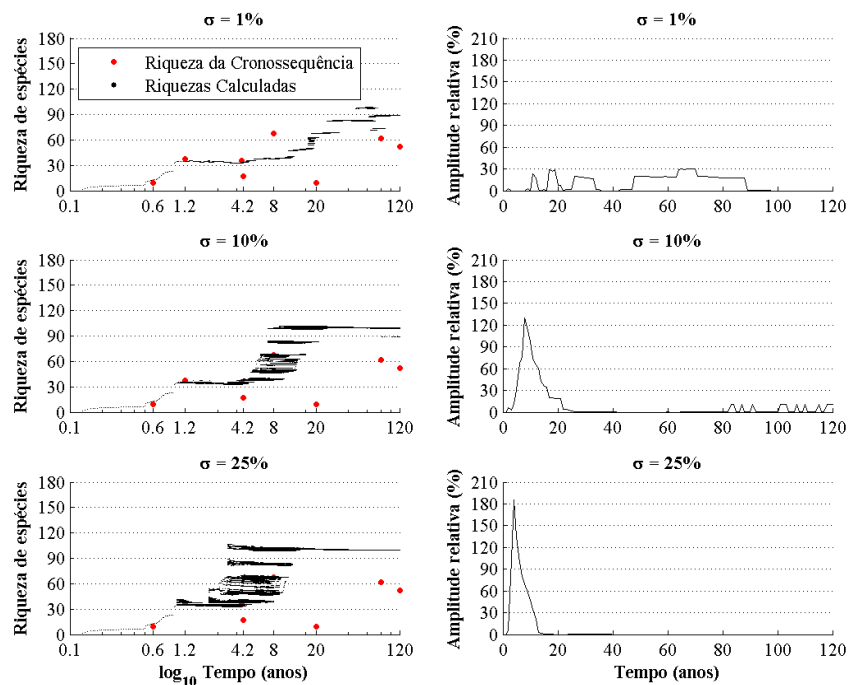 σ = 1%
Riqueza de espécies
180
150
120
90
60
30
0
Riqueza da Cronossequência
Riquezas Calculadas
0.1 0.6 1.2 4.2 8 20 120
σ = 1%
Amplitude relativa (%)
210
180
150
120
90
60
30
0
0 20 40 60 80 100 120
σ = 10%
Riqueza de espécies
180
150
120
90
60
30
0
0.1 0.6 1.2 4.2 8 20 120
σ = 10%
Amplitude relativa (%)
210
180
150
120
90
60
30
0
0 20 40 60 80 100 120
σ = 25%
Riqueza de espécies
180
150
120
90
60
30
0
0.1 0.6 1.2 4.2 8 20 120
log10 Tempo (anos)
σ = 25%
Amplitude relativa (%)
210
180
150
120
90
60
30
0
0 20 40 60 80 100 120
Tempo (anos)